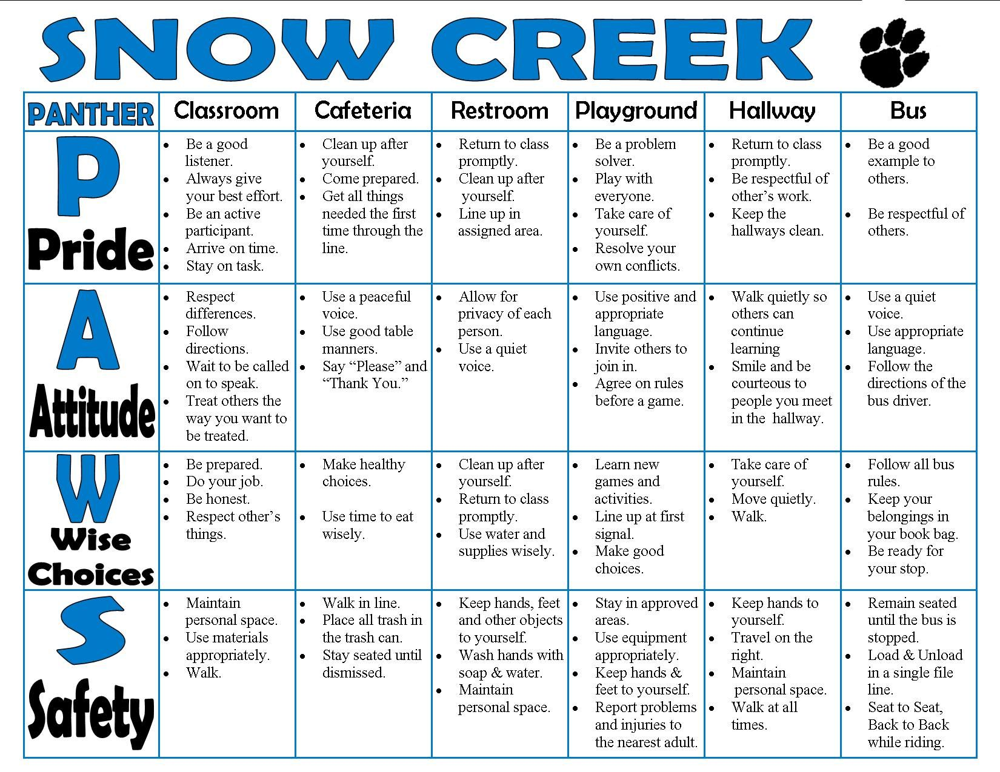 SNOW CREEK
PANTHER
Classroom
Cafeteria
Restroom
Playground
Hallway
Bus
P
Pride
• Be a good
listener.
• Always give
your best effort.
• Be an active
participant.
• Arrive on time.
• Stay on task.
• Clean up after
yourself.
• Come prepared.
• Get all things
needed the first
time through the
line.
• Return to class
promptly.
• Clean up after
yourself.
• Line up in
assigned area.
• Be a problem
solver.
• Play with
everyone.
• Take care of
yourself.
• Resolve your
own conflicts.
• Return to class
promptly.
• Be respectful of
other’s work.
• Keep the
hallways clean.
• Be a good
example to
others.
• Be respectful of
others.
A
Attitude
• Respect
differences.
• Follow
directions.
• Wait to be called
on to speak.
• Treat others the
way you want to
be treated.
• Use a peaceful
voice.
• Use good table
manners.
• Say “Please” and
“Thank You.”
• Allow for
privacy of each
person.
• Use a quiet
voice.
• Use positive and
appropriate
language.
• Invite others to
join in.
• Agree on rules
before a game.
• Walk quietly so
others can
continue
learning
• Smile and be
courteous to
people you meet
in the hallway.
• Use a quiet
voice.
• Use appropriate
language.
• Follow the
directions of the
bus driver.
W
Wise
Choices
• Be prepared.
• Do your job.
• Be honest.
• Respect other’s
things.
• Make healthy
choices.
• Use time to eat
wisely.
• Clean up after
yourself.
• Return to class
promptly.
• Use water and
supplies wisely.
• Learn new
games and
activities.
• Line up at first
signal.
• Make good
choices.
• Take care of
yourself.
• Move quietly.
• Walk.
• Follow all bus
rules.
• Keep your
belongings in
your book bag.
• Be ready for
your stop.
S
Safety
• Maintain
personal space.
• Use materials
appropriately.
• Walk.
• Walk in line.
• Place all trash in
the trash can.
• Stay seated until
dismissed.
• Keep hands, feet
and other objects
to yourself.
• Wash hands with
soap & water.
• Maintain
personal space.
• Stay in approved
areas.
• Use equipment
appropriately.
• Keep hands &
feet to yourself.
• Report problems
and injuries to
the nearest adult.
• Keep hands to
yourself.
• Travel on the
right.
• Maintain
personal space.
• Walk at all
times.
• Remain seated
until the bus is
stopped.
• Load & Unload
in a single file
line.
• Seat to Seat,
Back to Back
while riding.